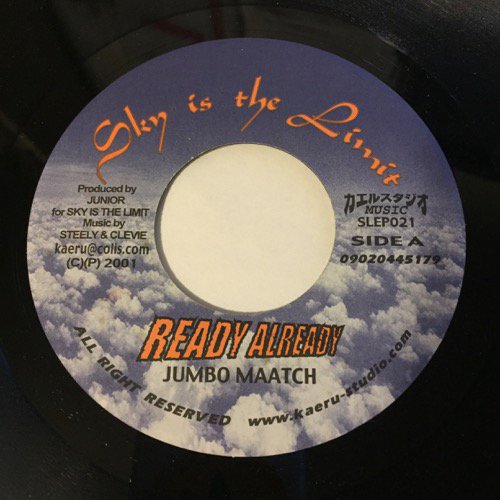 Sky is the Limit
Produced by
JUNIOR
for SKY IS THE LIMIT
Music by
STEELY & CLEVIE
kaeru@colis.com
(C)(P) 2001
カエルスタジオ
MUSIC
SLEP021
SIDE A
09020445179
READY ALREADY
JUMBO MAATCH
ALL RIGHT RESERVED
www.kaeru-studio.com